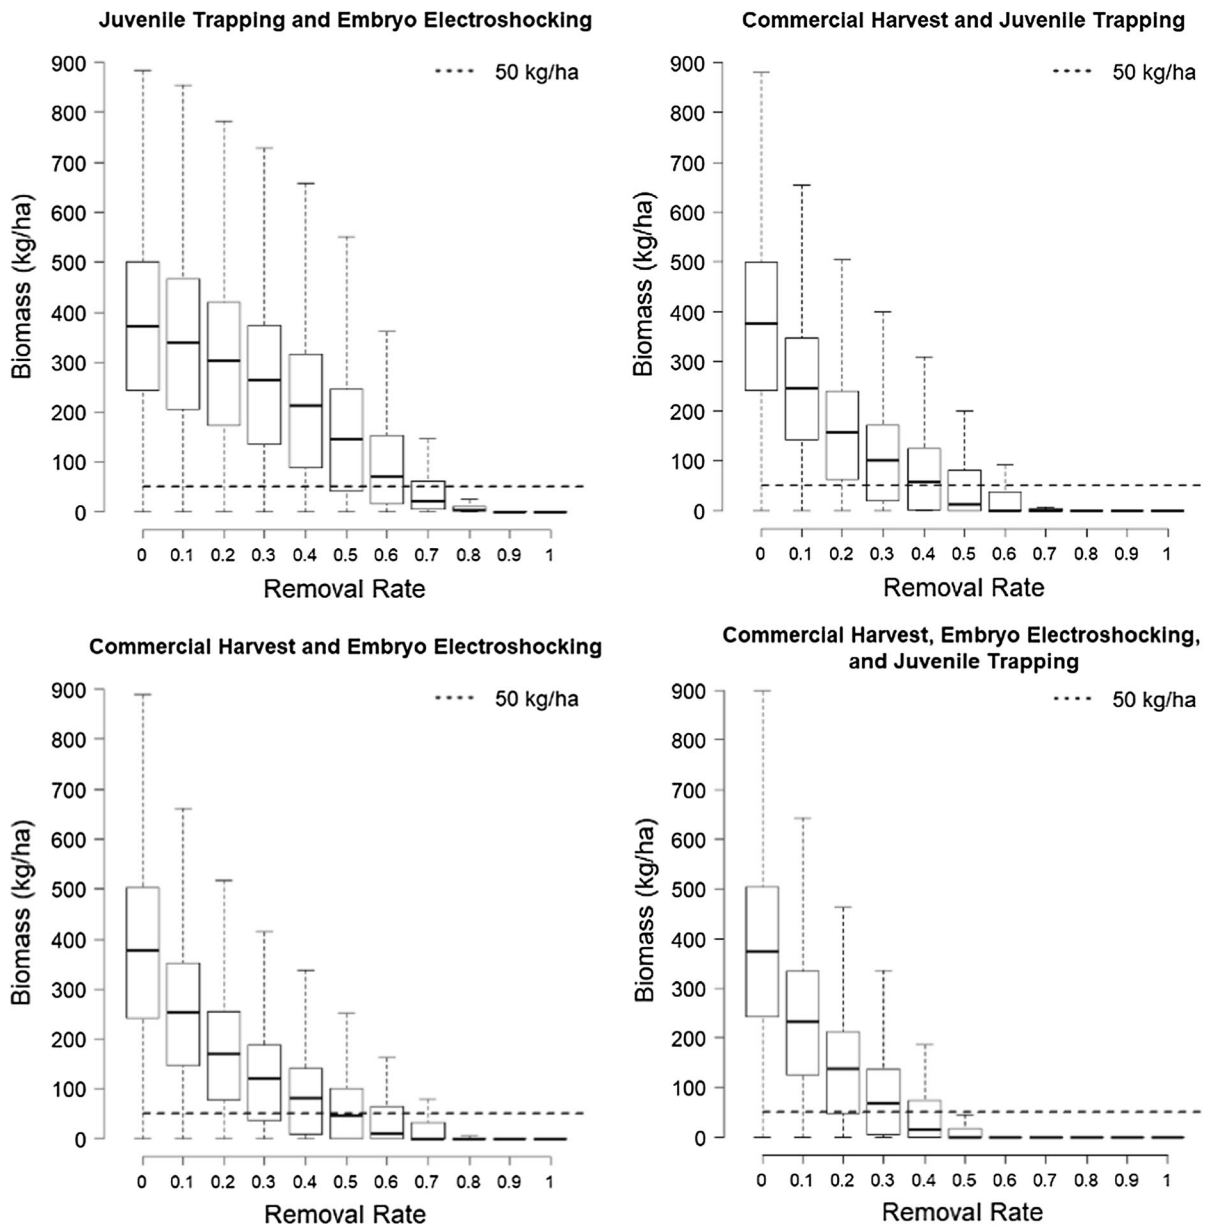 Juvenile Trapping and Embryo Electroshocking
50 kg/ha
Biomass (kg/ha)
900
800
700
600
500
400
300
200
100
0
0 0.1 0.2 0.3 0.4 0.5 0.6 0.7 0.8 0.9 1
Removal Rate
Commercial Harvest and Juvenile Trapping
50 kg/ha
Biomass (kg/ha)
900
800
700
600
500
400
300
200
100
0
0 0.1 0.2 0.3 0.4 0.5 0.6 0.7 0.8 0.9 1
Removal Rate
Commercial Harvest and Embryo Electroshocking
50 kg/ha
Biomass (kg/ha)
900
800
700
600
500
400
300
200
100
0
0 0.1 0.2 0.3 0.4 0.5 0.6 0.7 0.8 0.9 1
Removal Rate
Commercial Harvest, Embryo Electroshocking,
and Juvenile Trapping
50 kg/ha
Biomass (kg/ha)
900
800
700
600
500
400
300
200
100
0
0 0.1 0.2 0.3 0.4 0.5 0.6 0.7 0.8 0.9 1
Removal Rate